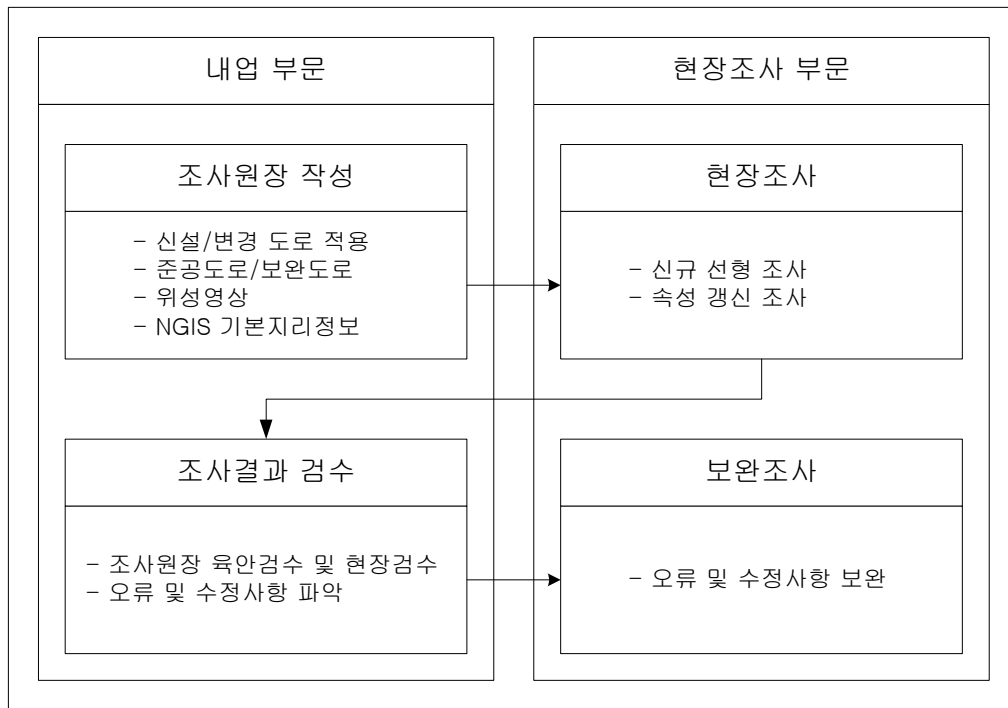 내업 부문
조사원장 작성
- 신설/변경 도로 적용
- 준공도로/보완도로
- 위성영상
- NGIS 기본지리정보
현장조사 부문
현장조사
- 신규 선형 조사
- 속성 갱신 조사
조사결과 검수
- 조사원장 육안검수 및 현장검수
- 오류 및 수정사항 파악
보완조사
- 오류 및 수정사항 보완